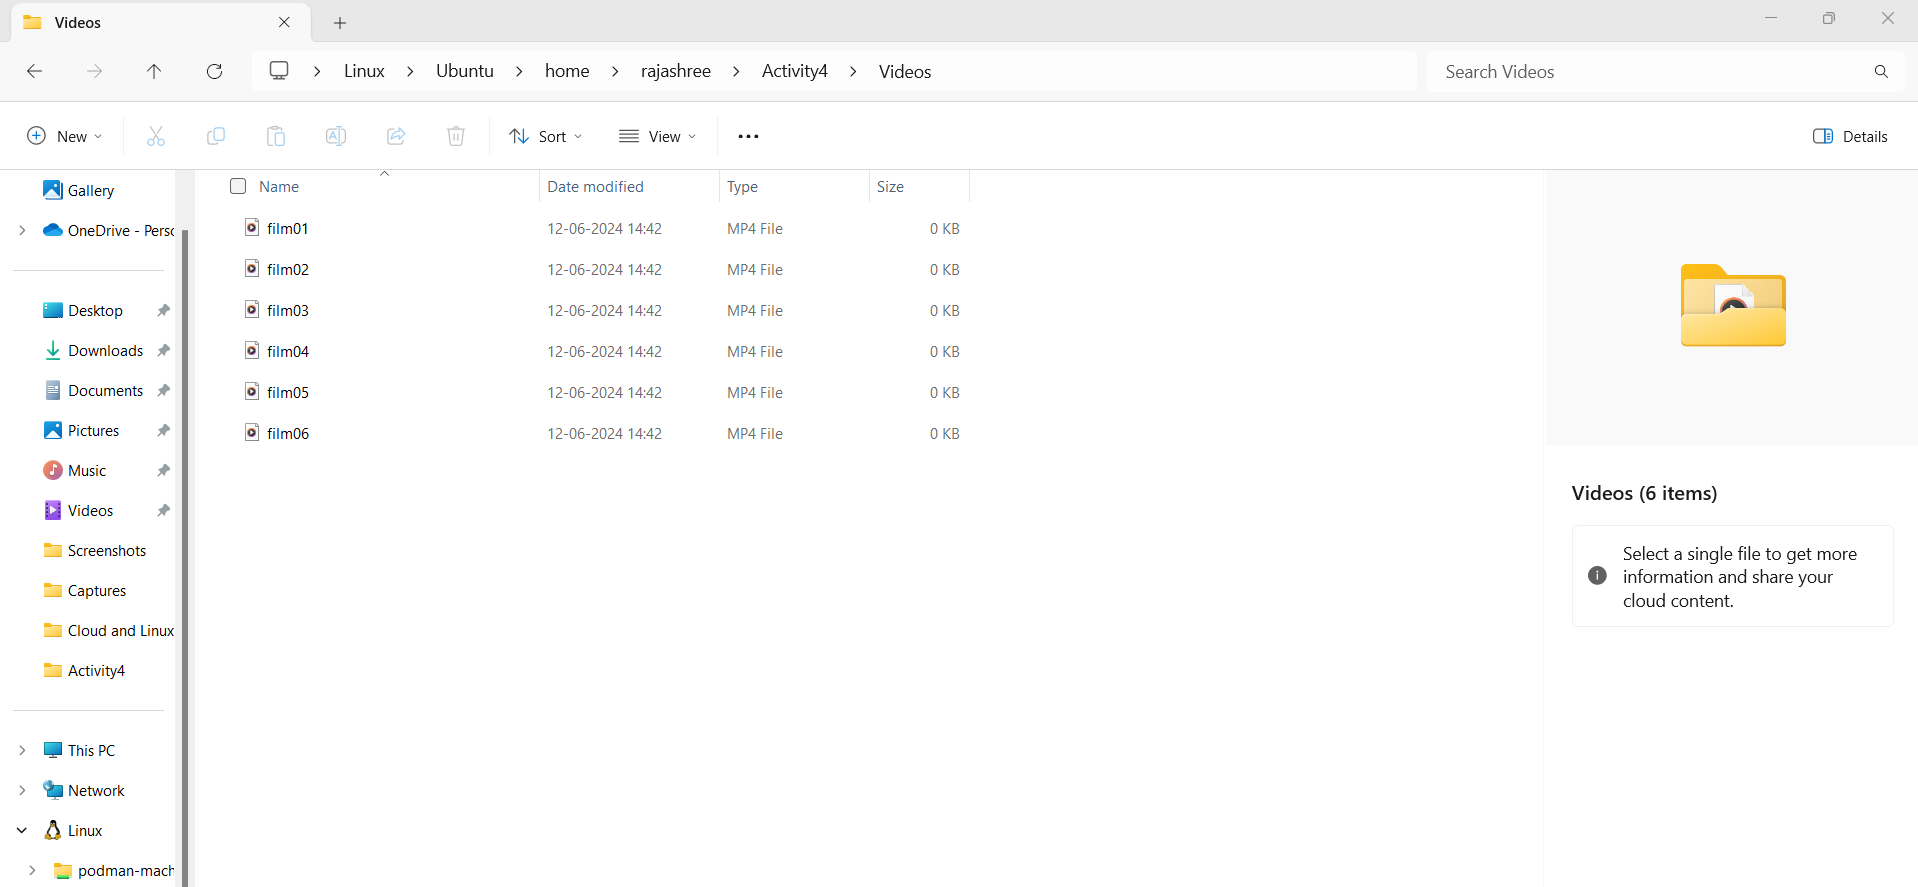 Videos
Linux Ubuntu home rajashree Activity4 Videos
Search Videos
New
Sort
View
Details
Gallery
OneDrive - Perso
Desktop
Downloads
Documents
Pictures
Music
Videos
Screenshots
Captures
Cloud and Linux
Activity4
This PC
Network
Linux
podman-mach
Name Date modified Type Size
film01 12-06-2024 14:42 MP4 File 0 KB
film02 12-06-2024 14:42 MP4 File 0 KB
film03 12-06-2024 14:42 MP4 File 0 KB
film04 12-06-2024 14:42 MP4 File 0 KB
film05 12-06-2024 14:42 MP4 File 0 KB
film06 12-06-2024 14:42 MP4 File 0 KB
Videos (6 items)
Select a single file to get more
information and share your
cloud content.